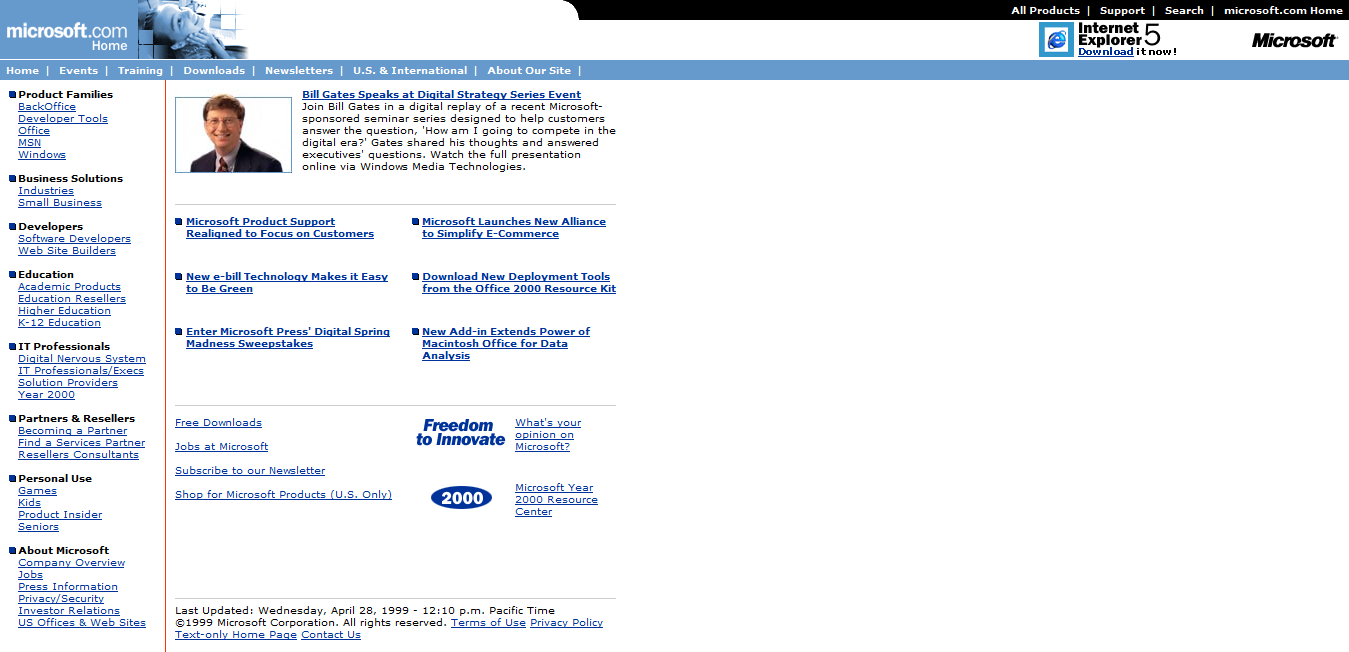 All Products | Support | Search | microsoft.com Home
microsoft.com
Home
Internet
Explorer 5
Download it now!
Microsoft
Home | Events | Training | Downloads | Newsletters | U.S. & International | About Our Site |
Product Families
BackOffice
Developer Tools
Office
MSN
Windows
Business Solutions
Industries
Small Business
Developers
Software Developers
Web Site Builders
Education
Academic Products
Education Resellers
Higher Education
K-12 Education
IT Professionals
Digital Nervous System
IT Professionals/Execs
Solution Providers
Year 2000
Partners & Resellers
Becoming a Partner
Find a Services Partner
Resellers Consultants
Personal Use
Games
Kids
Product Insider
Seniors
About Microsoft
Company Overview
Jobs
Press Information
Privacy/Security
Investor Relations
US Offices & Web Sites
Bill Gates Speaks at Digital Strategy Series Event
Join Bill Gates in a digital replay of a recent Microsoft-
sponsored seminar series designed to help customers
answer the question, 'How am I going to compete in the
digital era?' Gates shared his thoughts and answered
executives' questions. Watch the full presentation
online via Windows Media Technologies.
Microsoft Product Support
Realigned to Focus on Customers
Microsoft Launches New Alliance
to Simplify E-Commerce
New e-bill Technology Makes it Easy
to Be Green
Download New Deployment Tools
from the Office 2000 Resource Kit
Enter Microsoft Press' Digital Spring
Madness Sweepstakes
New Add-in Extends Power of
Macintosh Office for Data
Analysis
Free Downloads
Jobs at Microsoft
Subscribe to our Newsletter
Shop for Microsoft Products (U.S. Only)
Freedom
to Innovate
What's your
opinion on
Microsoft?
2000
Microsoft Year
2000 Resource
Center
Last Updated: Wednesday, April 28, 1999 - 12:10 p.m. Pacific Time
©1999 Microsoft Corporation. All rights reserved. Terms of Use Privacy Policy
Text-only Home Page Contact Us